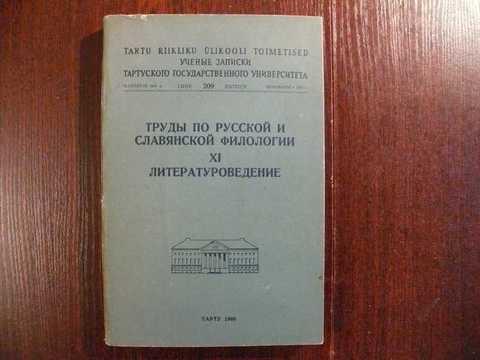 TARTU RIIKLIKU ÜLIKOOLI TOIMETISED
УЧЕНЫЕ ЗАПИСКИ
ТАРТУСКОГО ГОСУДАРСТВЕННОГО УНИВЕРСИТЕТА
209
ТРУДЫ ПО РУССКОЙ И
СЛАВЯНСКОЙ ФИЛОЛОГИИ
XI
ЛИТЕРАТУРОВЕДЕНИЕ
ТАРТУ 1968